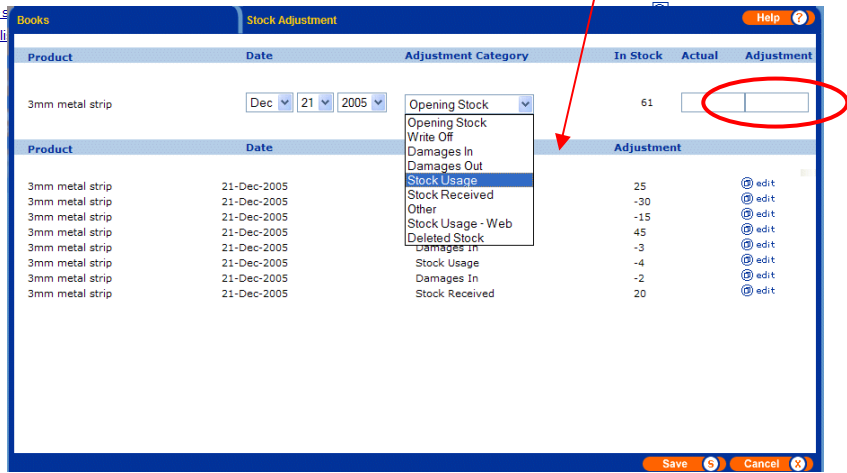 s
li
Books Stock Adjustment Help ?
Product Date Adjustment Category In Stock Actual Adjustment
3mm metal strip Dec 21 2005 Opening Stock 61
Opening Stock
Write Off
Damages In
Damages Out
Stock Usage
Stock Received
Other
Stock Usage - Web
Deleted Stock
Product Date Adjustment
3mm metal strip 21-Dec-2005 25 edit
3mm metal strip 21-Dec-2005 -30 edit
3mm metal strip 21-Dec-2005 -15 edit
3mm metal strip 21-Dec-2005 45 edit
3mm metal strip 21-Dec-2005 Damages In -3 edit
3mm metal strip 21-Dec-2005 Stock Usage -4 edit
3mm metal strip 21-Dec-2005 Damages In -2 edit
3mm metal strip 21-Dec-2005 Stock Received 20 edit
Save S Cancel X